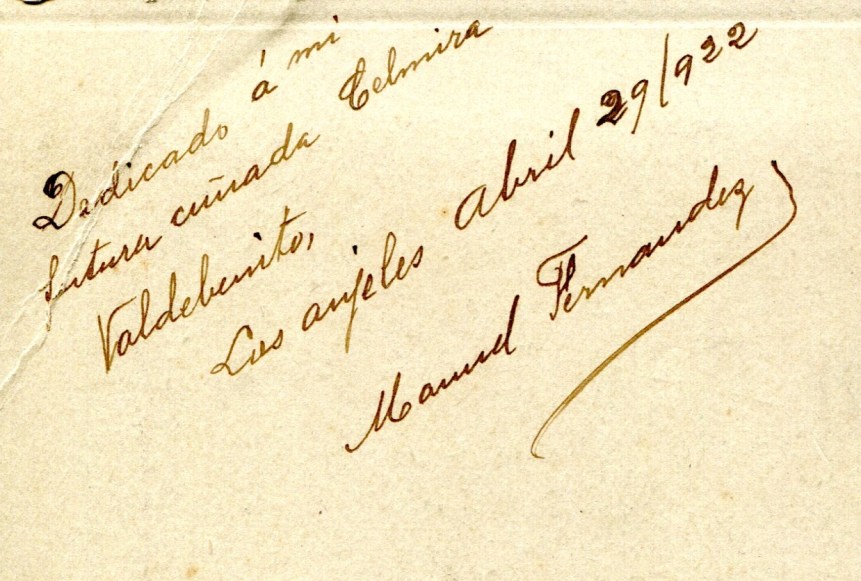 Dedicado á mi
futura cuñada Celmira
Valdebenito,
Los anjeles abril 29/922
Manuel Fernandez